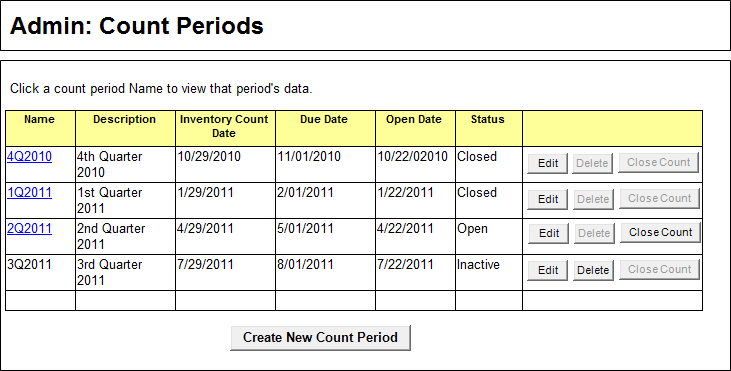 Admin: Count Periods
Click a count period Name to view that period's data.
Name Description Inventory Count Due Date Open Date Status
Date
4Q2010 4th Quarter 10/29/2010 11/01/2010 10/22/02010 Closed Edit Delete Close Count
2010
1Q2011 1st Quarter 1/29/2011 2/01/2011 1/22/2011 Closed Edit Delete Close Count
2011
2Q2011 2nd Quarter 4/29/2011 5/01/2011 4/22/2011 Open Edit Delete Close Count
2011
3Q2011 3rd Quarter 7/29/2011 8/01/2011 7/22/2011 Inactive Edit Delete Close Count
2011
Create New Count Period